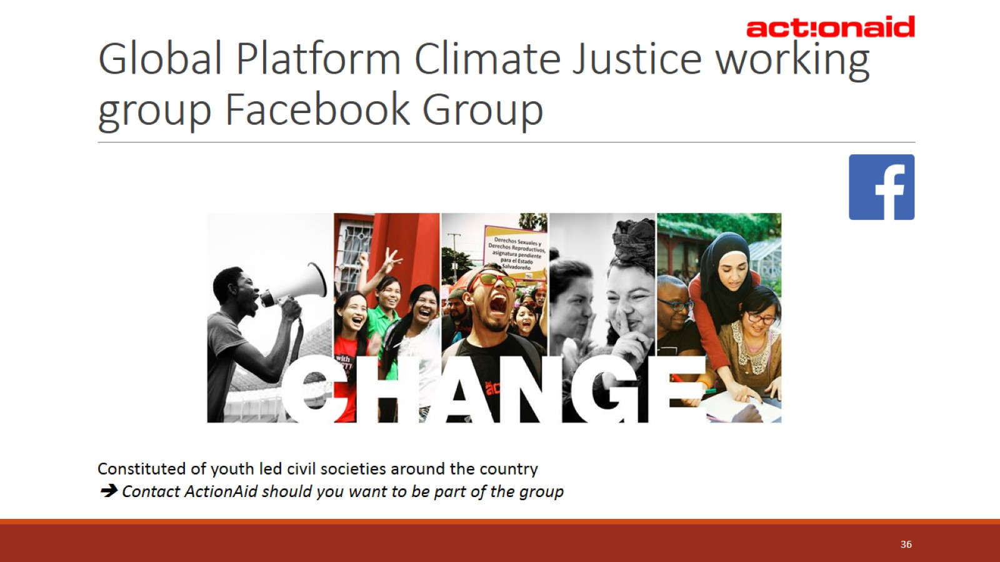 act!onaid
Global Platform Climate Justice working
group Facebook Group
f
Derechos Sexuales y
Derechos Reproductivos,
asignatura pendiente
para el Estado
Salvadoreño
with
CHANGE
Constituted of youth led civil societies around the country
➔ Contact ActionAid should you want to be part of the group
36